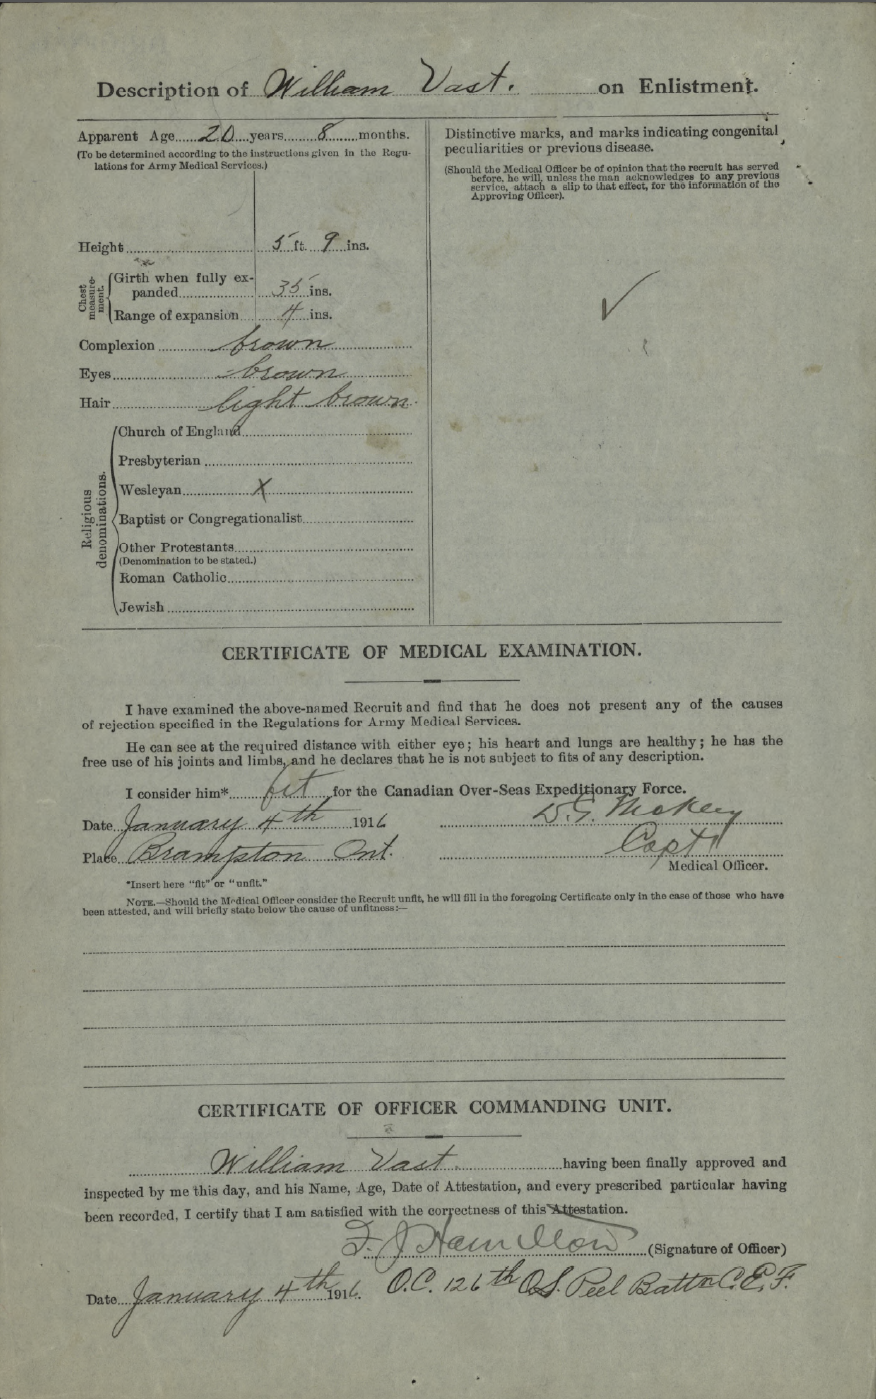 Description of William Vast. on Enlistment.
Apparent Age 20 years 8 months.
(To be determined according to the instructions given in the Regu-
lations for Army Medical Services.)
Height 5 ft. 9 ins.
Chest measure-ment.
Girth when fully ex-
panded 35 ins.
Range of expansion 4 ins.
Complexion brown
Eyes brown
Hair light brown.
Religious denominations.
Church of England
Presbyterian
Wesleyan X
Baptist or Congregationalist
Other Protestants
(Denomination to be stated.)
Roman Catholic
Jewish
Distinctive marks, and marks indicating congenital
peculiarities or previous disease.
(Should the Medical Officer be of opinion that the recruit has served
before, he will, unless the man acknowledges to any previous
service, attach a slip to that effect, for the information of the
Approving Officer).
CERTIFICATE OF MEDICAL EXAMINATION.
I have examined the above-named Recruit and find that he does not present any of the causes
of rejection specified in the Regulations for Army Medical Services.
He can see at the required distance with either eye; his heart and lungs are healthy; he has the
free use of his joints and limbs, and he declares that he is not subject to fits of any description.
I consider him* fit for the Canadian Over-Seas Expeditionary Force.
Date January 4th 1916
Place Brampton Ont.
Capt
Medical Officer.
*Insert here "fit" or "unfit."
NOTE.—Should the Medical Officer consider the Recruit unfit, he will fill in the foregoing Certificate only in the case of those who have
been attested, and will briefly state below the cause of unfitness:—
CERTIFICATE OF OFFICER COMMANDING UNIT.
William Vast having been finally approved and
inspected by me this day, and his Name, Age, Date of Attestation, and every prescribed particular having
been recorded, I certify that I am satisfied with the correctness of this Attestation.
F. J Hamilton (Signature of Officer)
Date January 4th 1916. O.C. 126th O.S. Peel Battn C.E.F.